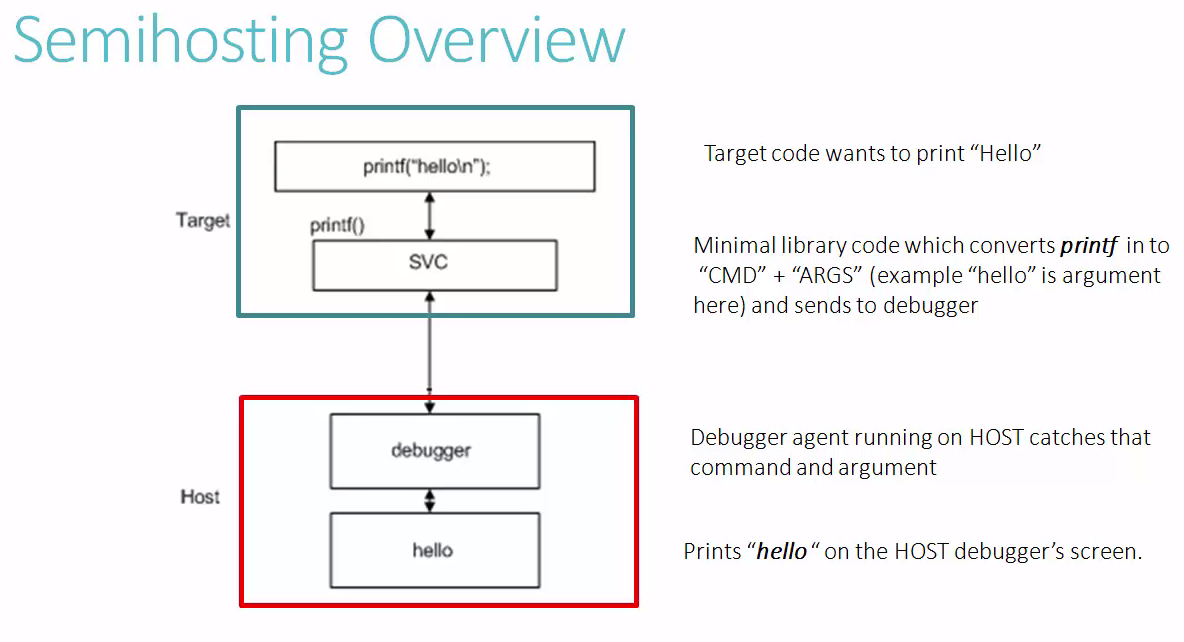 Semihosting Overview
printf("hello\n");
Target code wants to print “Hello”
Target
printf()
SVC
Minimal library code which converts printf in to
“CMD” + “ARGS” (example “hello” is argument
here) and sends to debugger
debugger
Debugger agent running on HOST catches that
command and argument
Host
hello
Prints “hello “ on the HOST debugger’s screen.